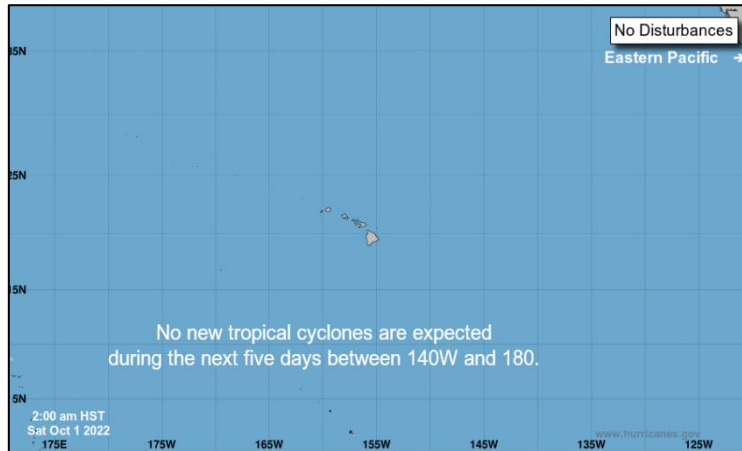 No Disturbances
35N
Eastern Pacific →
25N
15N
No new tropical cyclones are expected
during the next five days between 140W and 180.
5N
2:00 am HST
Sat Oct 1 2022
www.hurricanes.gov
175E 175W 165W 155W 145W 135W 125W